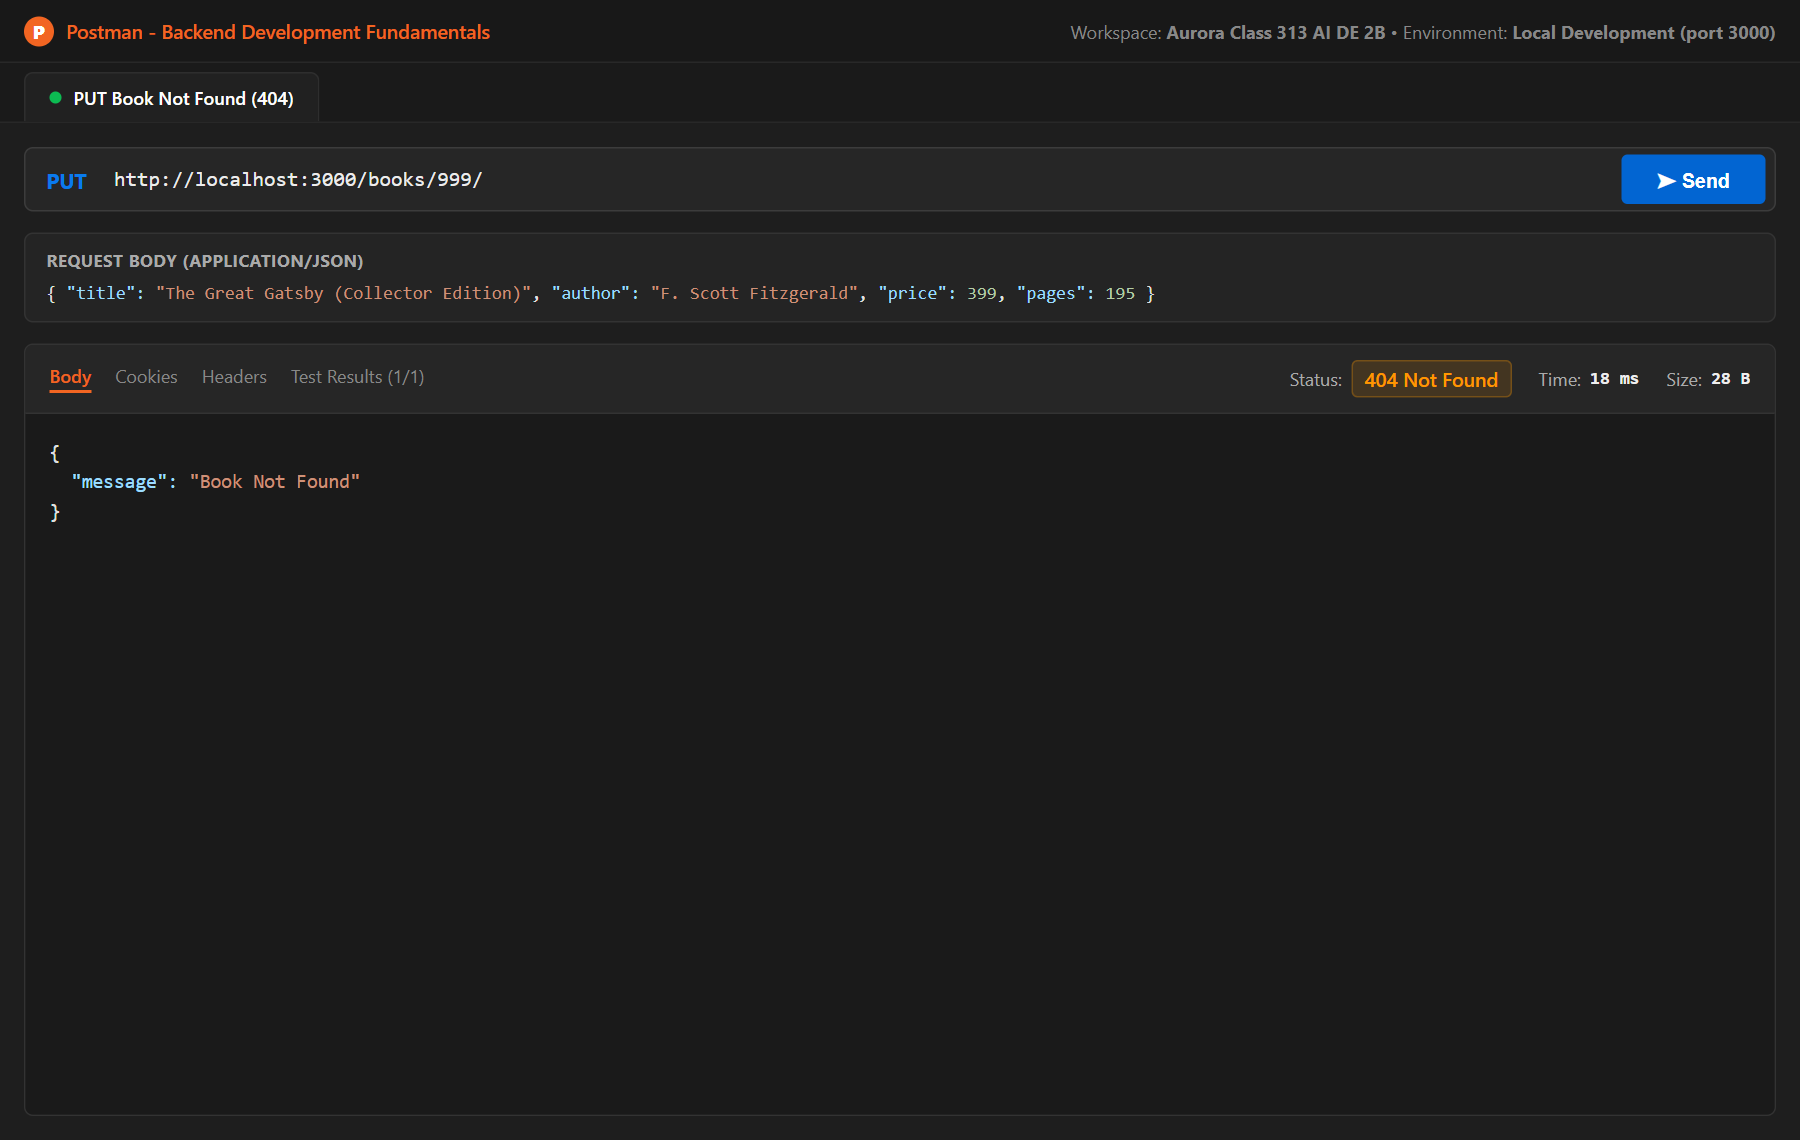 P Postman - Backend Development Fundamentals
Workspace: Aurora Class 313 AI DE 2B • Environment: Local Development (port 3000)
PUT Book Not Found (404)
PUT http://localhost:3000/books/999/
➤ Send
REQUEST BODY (APPLICATION/JSON)
{ "title": "The Great Gatsby (Collector Edition)", "author": "F. Scott Fitzgerald", "price": 399, "pages": 195 }
Body Cookies Headers Test Results (1/1)
Status: 404 Not Found Time: 18 ms Size: 28 B
{
"message": "Book Not Found"
}